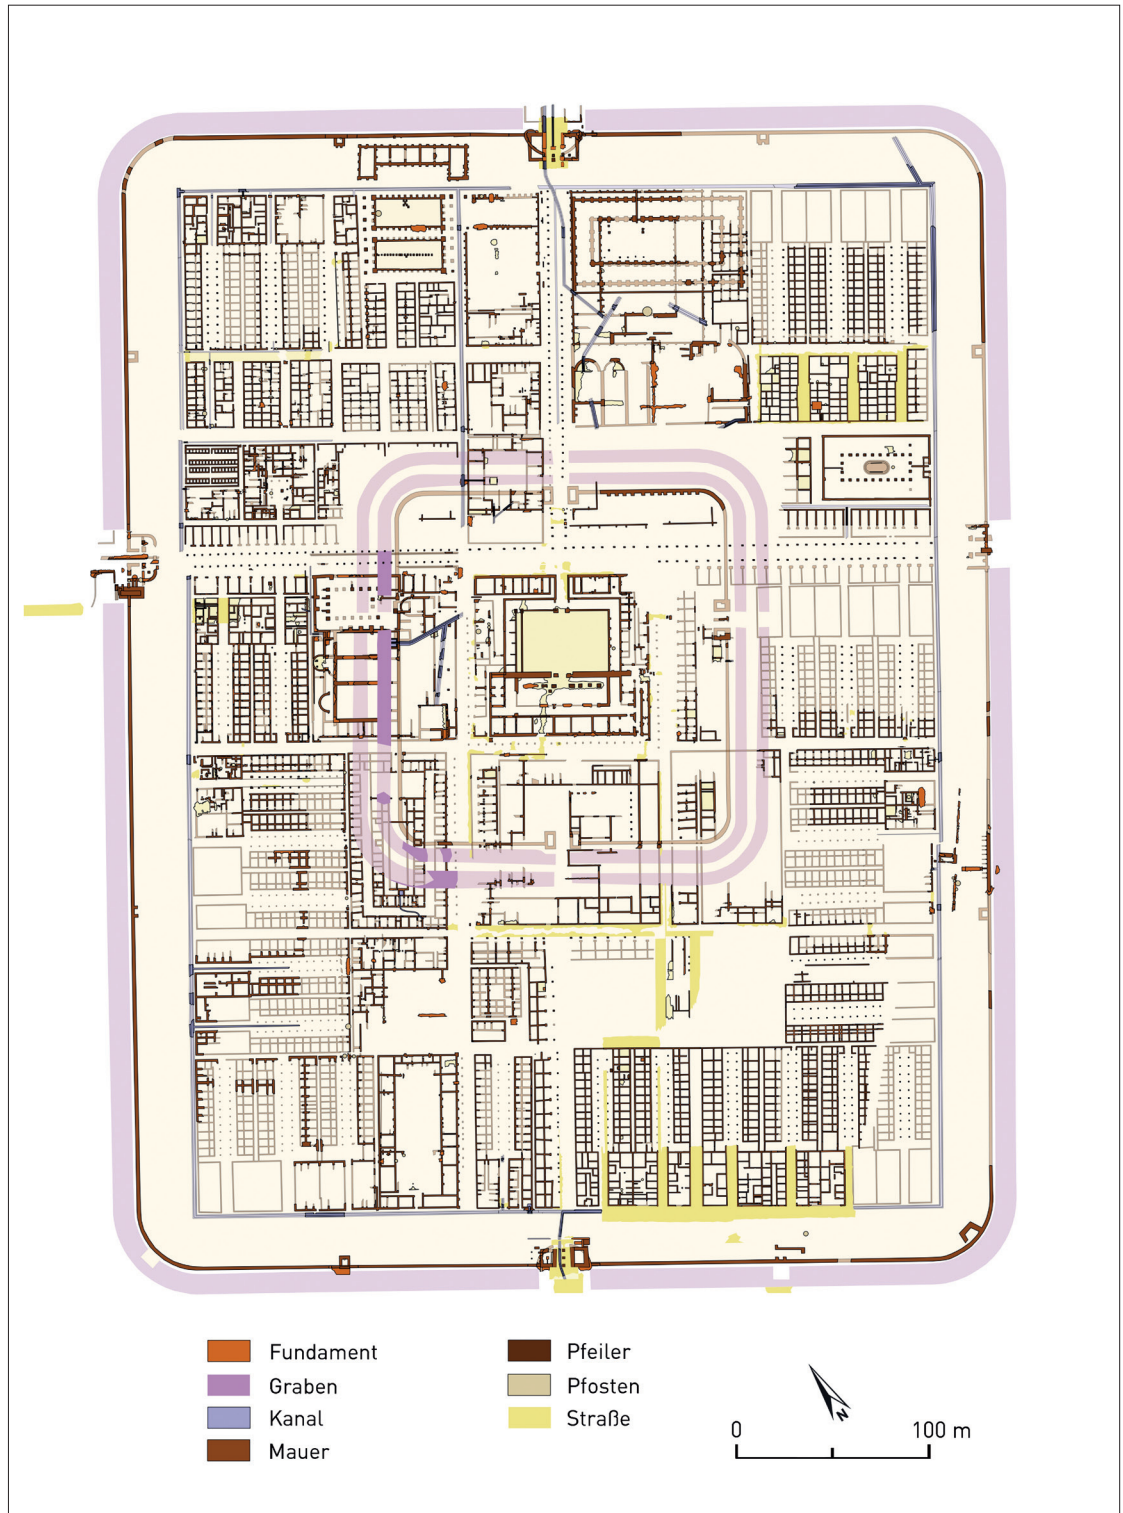 Fundament
Graben
Kanal
Mauer
Pfeiler
Pfosten
Straße
N
0 100 m